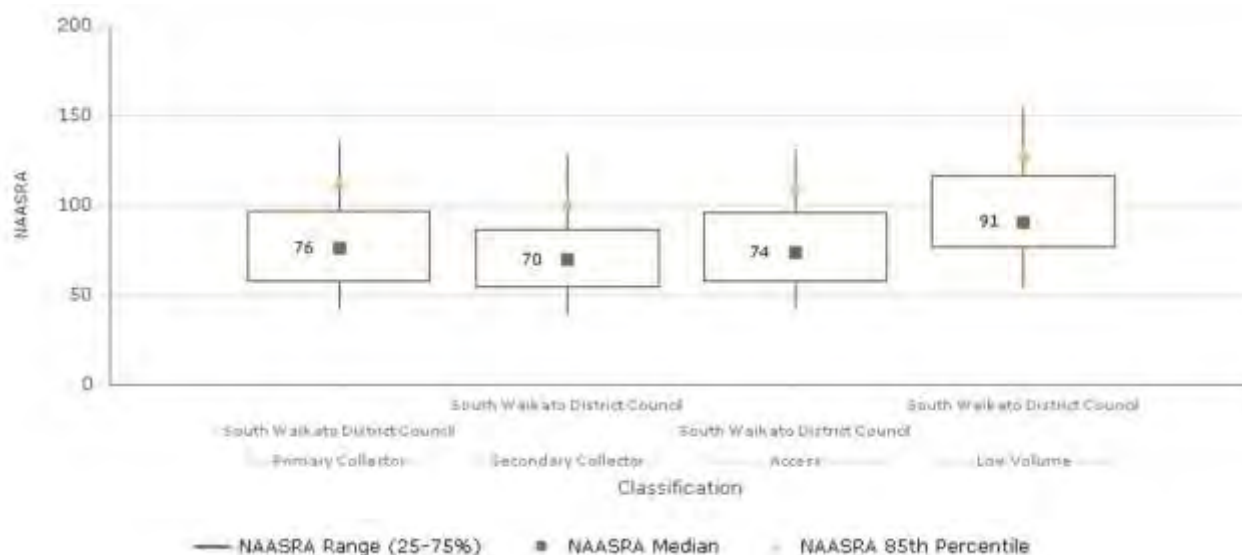 200
150
100
50
0
NAASRA
76
70
74
91
South Waikato District Council
South Waikato District Council
South Waikato District Council
South Waikato District Council
Primary Collector
Secondary Collector
Access
Low Volume
Classification
NAASRA Range (25-75%)
NAASRA Median
NAASRA 85th Percentile